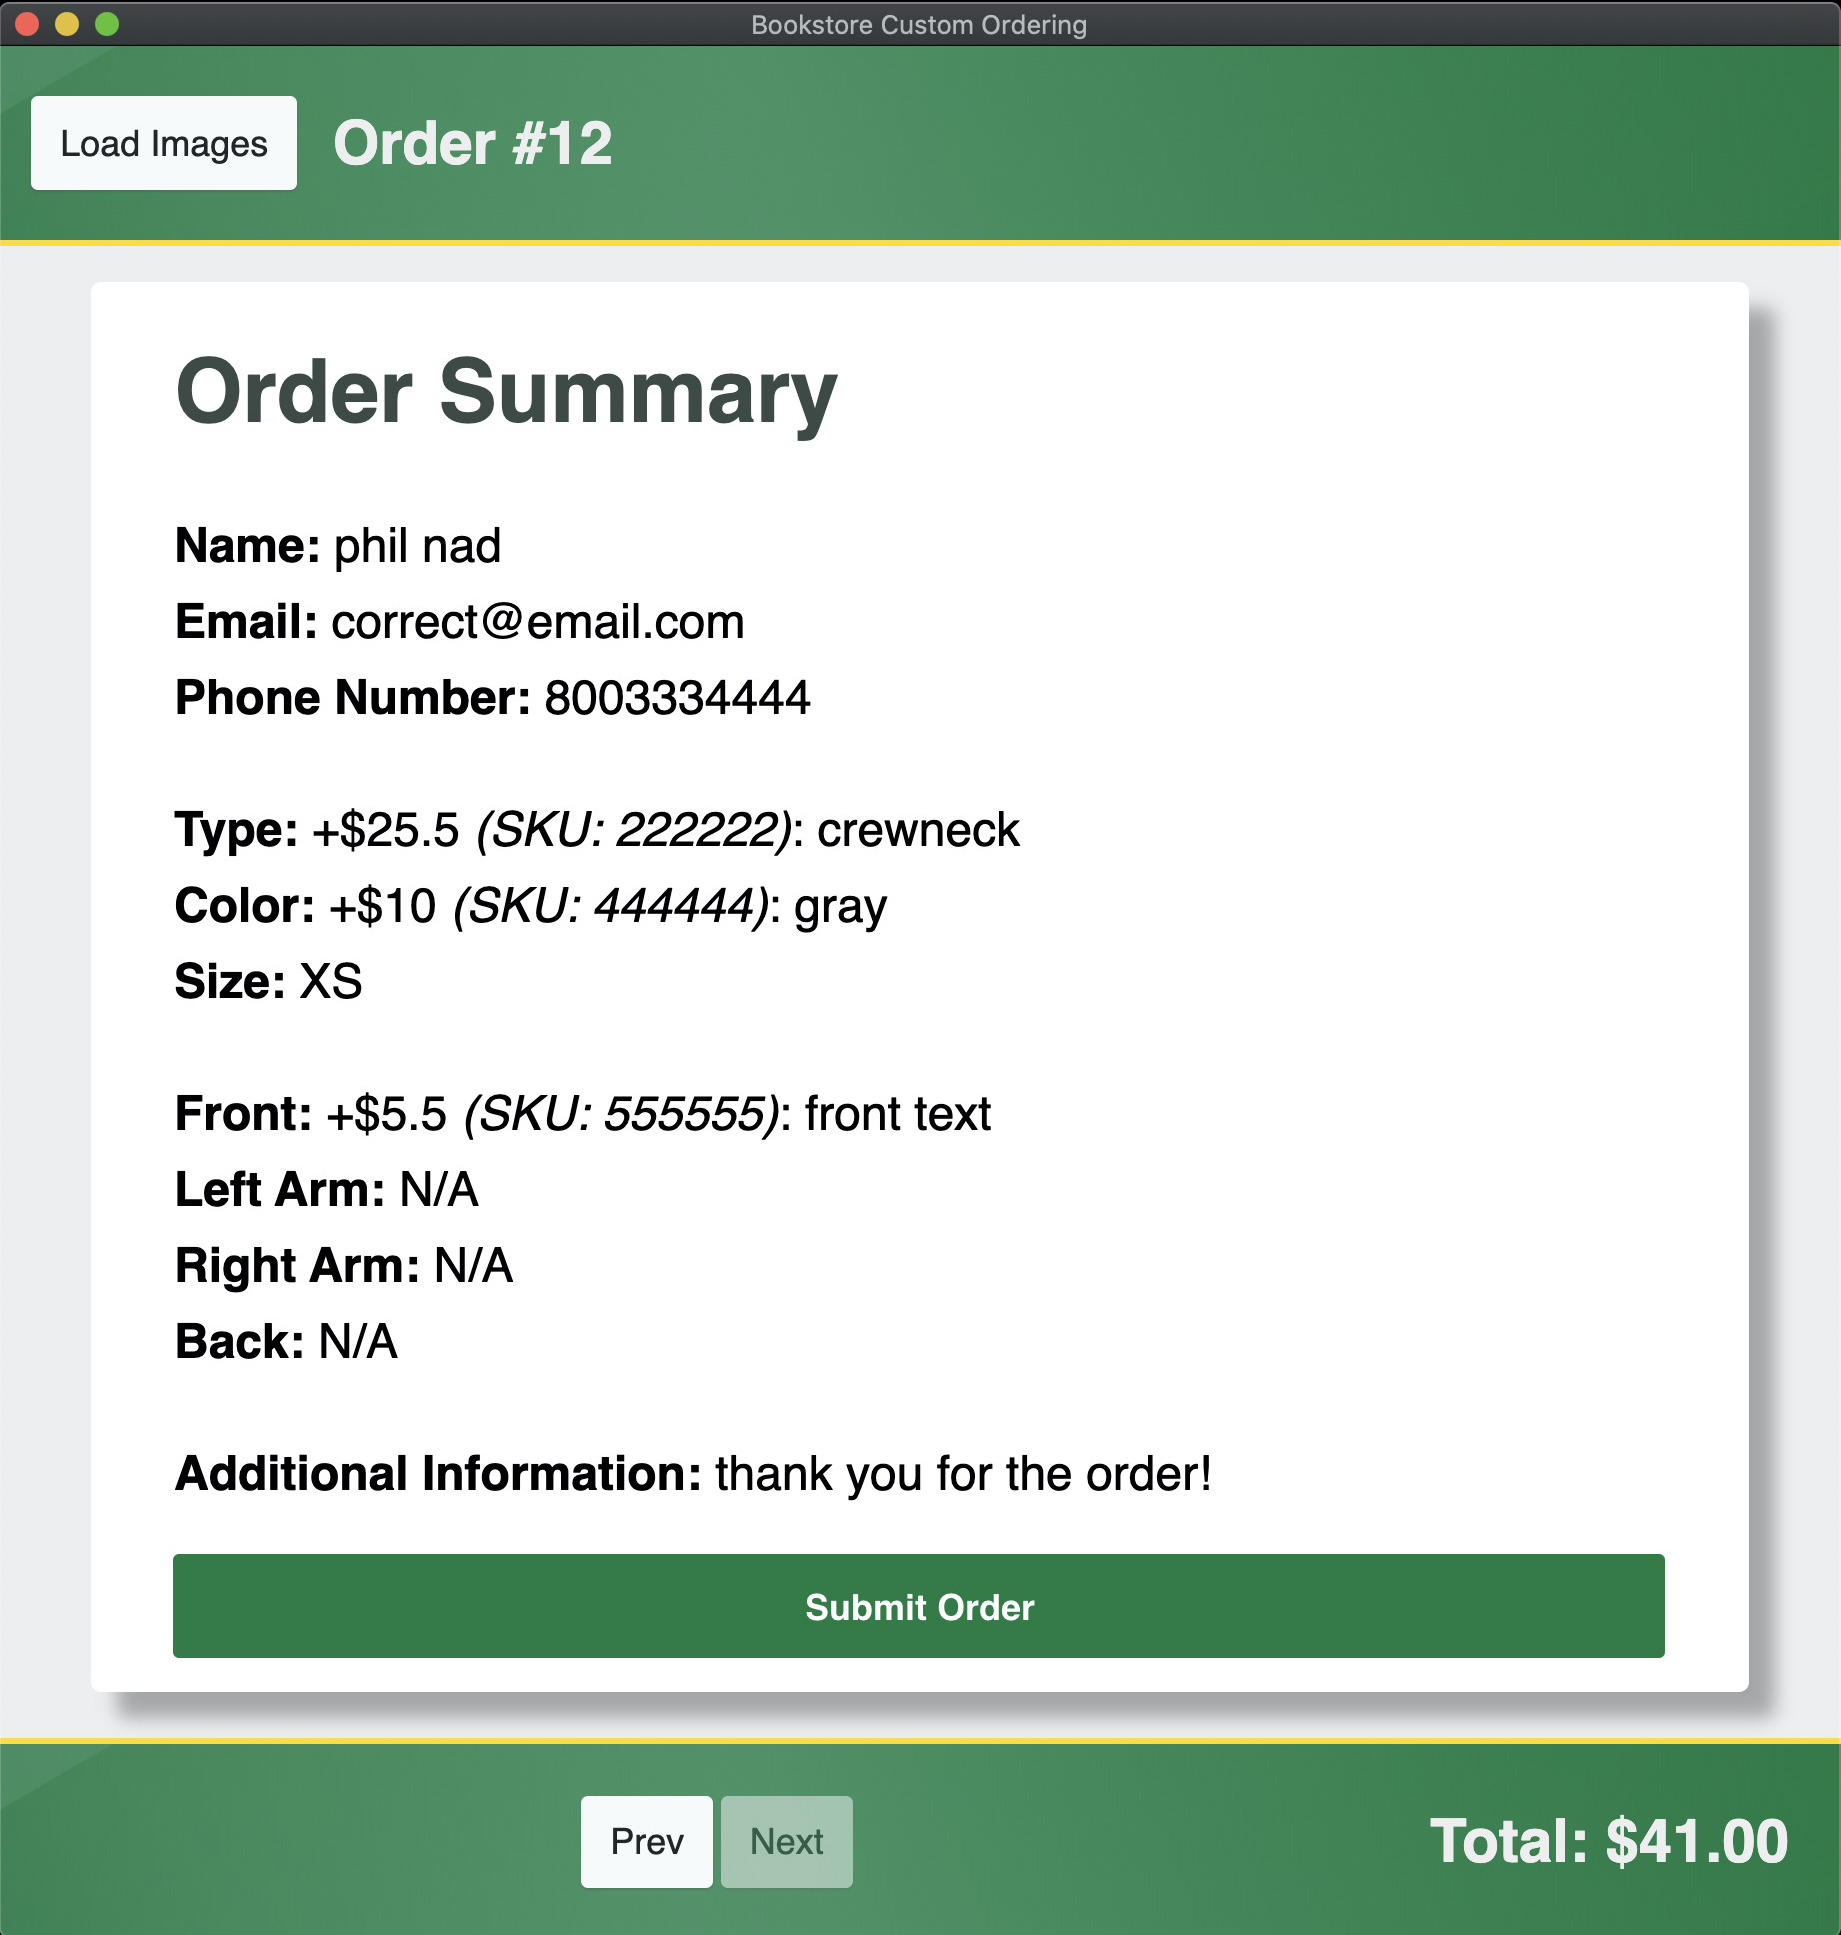 Bookstore Custom Ordering
Load Images
Order #12
Order Summary
Name: phil nad
Email: correct@email.com
Phone Number: 8003334444
Type: +$25.5 (SKU: 222222): crewneck
Color: +$10 (SKU: 444444): gray
Size: XS
Front: +$5.5 (SKU: 555555): front text
Left Arm: N/A
Right Arm: N/A
Back: N/A
Additional Information: thank you for the order!
Submit Order
Prev
Next
Total: $41.00